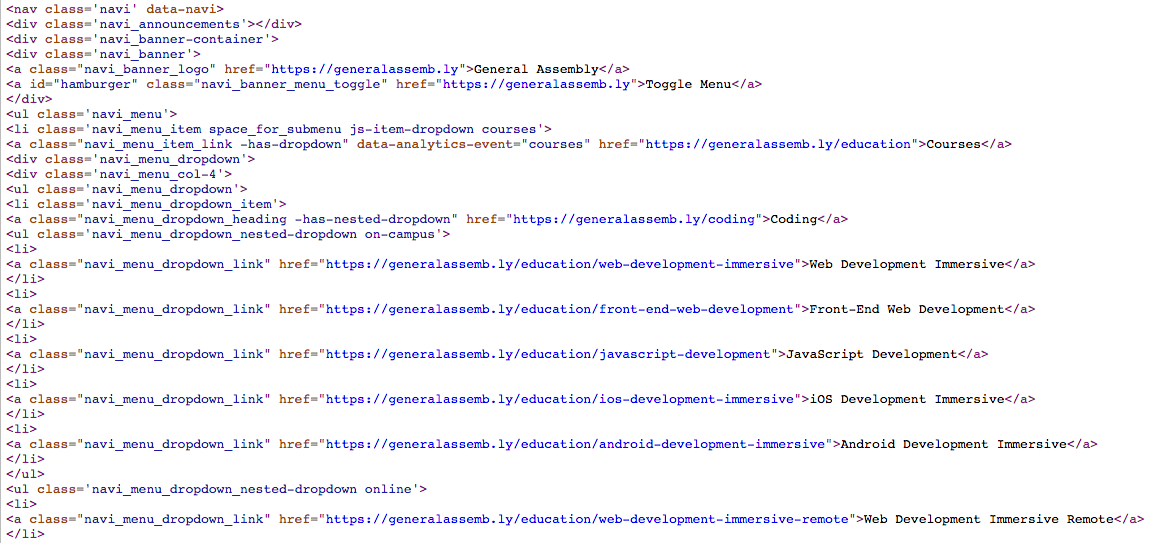 <nav class='navi' data-navi>
<div class='navi_announcements'></div>
<div class='navi_banner-container'>
<div class='navi_banner'>
<a class="navi_banner_logo" href="https://generalassemb.ly">General Assembly</a>
<a id="hamburger" class="navi_banner_menu_toggle" href="https://generalassemb.ly">Toggle Menu</a>
</div>
<ul class='navi_menu'>
<li class='navi_menu_item space_for_submenu js-item-dropdown courses'>
<a class="navi_menu_item_link -has-dropdown" data-analytics-event="courses" href="https://generalassemb.ly/education">Courses</a>
<div class='navi_menu_dropdown'>
<div class='navi_menu_col-4'>
<ul class='navi_menu_dropdown'>
<li class='navi_menu_dropdown_item'>
<a class="navi_menu_dropdown_heading -has-nested-dropdown" href="https://generalassemb.ly/coding">Coding</a>
<ul class='navi_menu_dropdown_nested-dropdown on-campus'>
<li>
<a class="navi_menu_dropdown_link" href="https://generalassemb.ly/education/web-development-immersive">Web Development Immersive</a>
</li>
<li>
<a class="navi_menu_dropdown_link" href="https://generalassemb.ly/education/front-end-web-development">Front-End Web Development</a>
</li>
<li>
<a class="navi_menu_dropdown_link" href="https://generalassemb.ly/education/javascript-development">JavaScript Development</a>
</li>
<li>
<a class="navi_menu_dropdown_link" href="https://generalassemb.ly/education/ios-development-immersive">iOS Development Immersive</a>
</li>
<li>
<a class="navi_menu_dropdown_link" href="https://generalassemb.ly/education/android-development-immersive">Android Development Immersive</a>
</li>
</ul>
<ul class='navi_menu_dropdown_nested-dropdown online'>
<li>
<a class="navi_menu_dropdown_link" href="https://generalassemb.ly/education/web-development-immersive-remote">Web Development Immersive Remote</a>
</li>